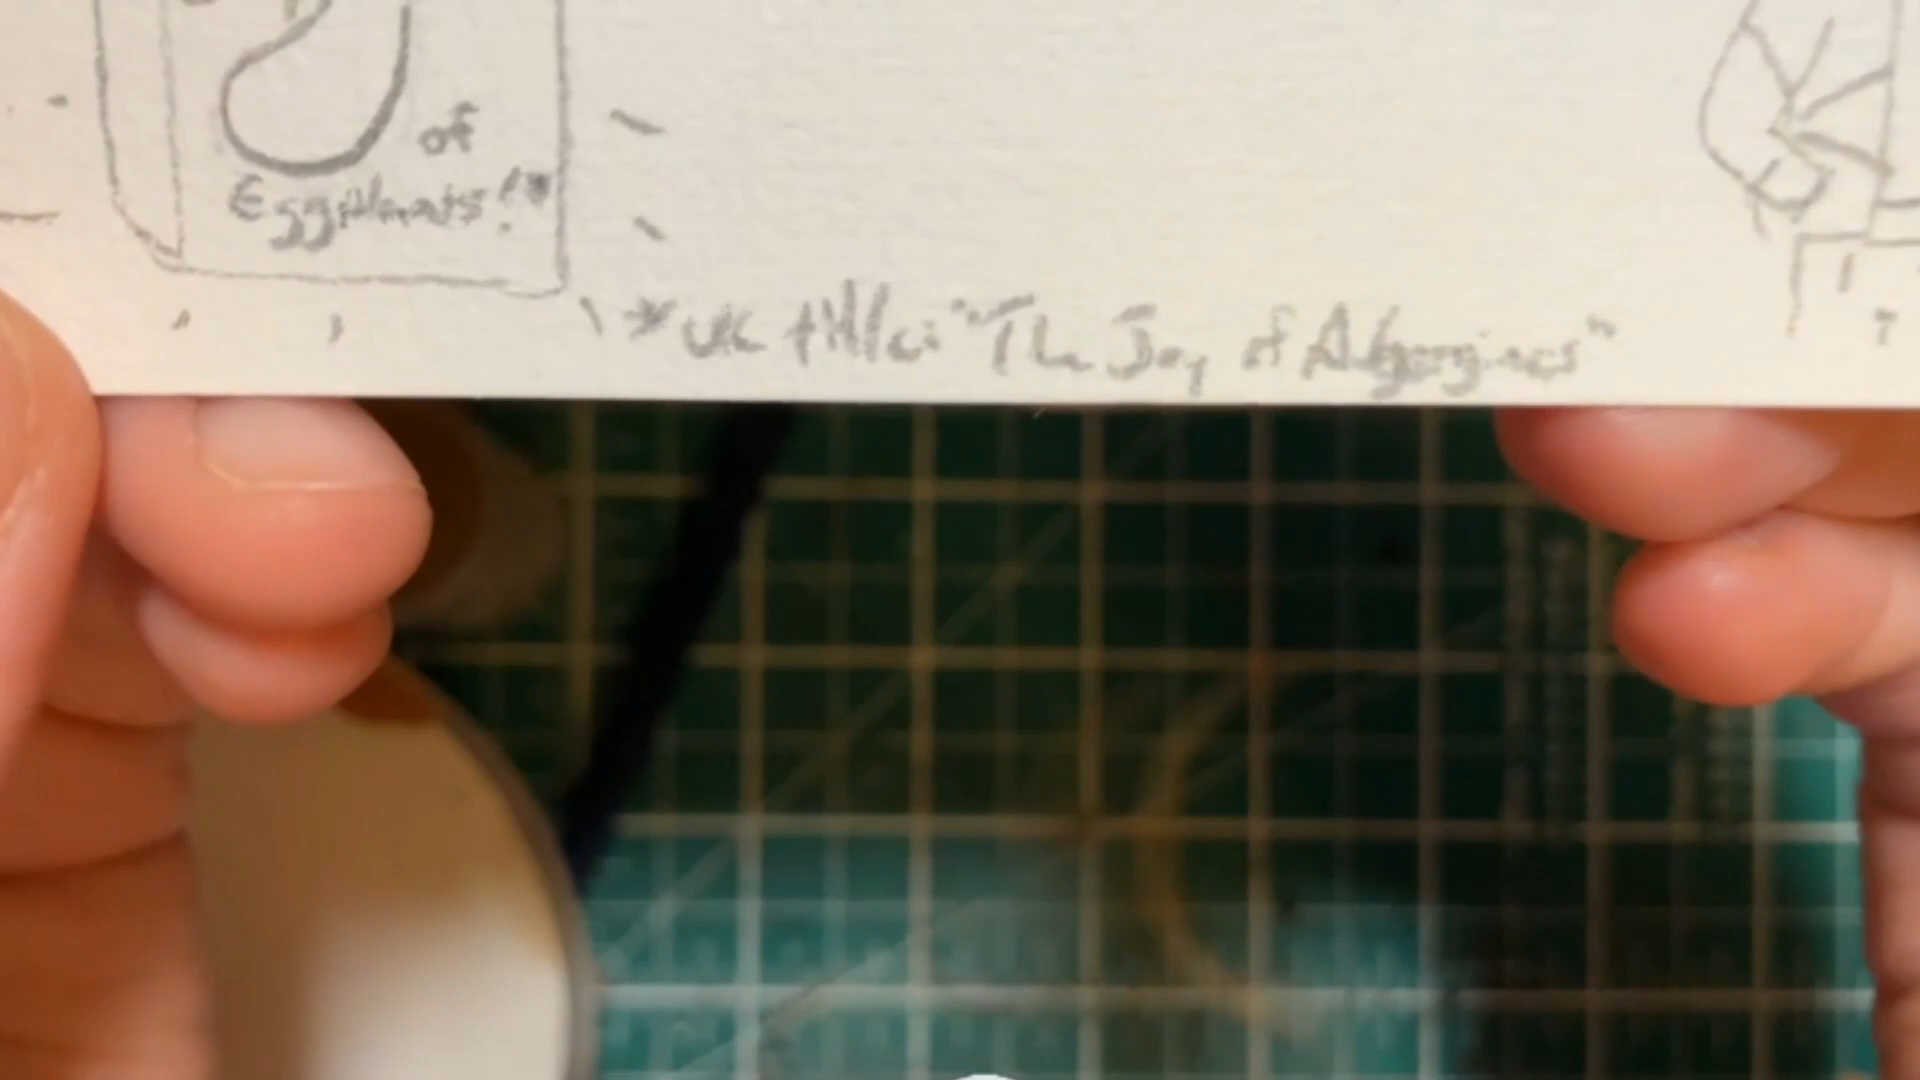 of
Eggplants!"*
*UK title: "The Joy of Aubergines"